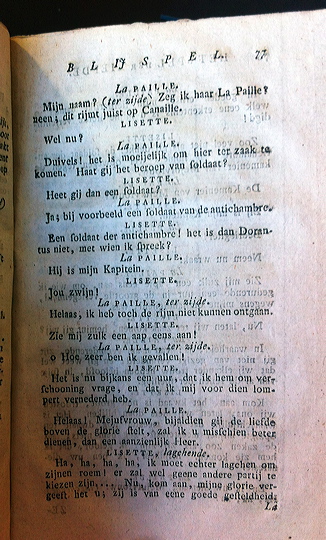 BLIJSPEL. 77
La PAILLE.
Mijn naam? (ter zijde) Zeg ik haar La Paille?
neen; dit rijmt juist op Canaille.
LISETTE.
Wel nu?
La PAILLE.
Duivels! het is moeijelijk om hier ter zaak te
komen. Haat gij het beroep van soldaat?
LISETTE.
Heet gij dan een soldaat?
La PAILLE.
Ja; bij voorbeeld een soldaat van de antichambre.
LISETTE.
Een soldaat der antichambre! het is dan Doran-
tus niet, met wien ik spreek?
La PAILLE.
Hij is mijn Kapitein.
LISETTE.
Jou zwijn!
La PAILLE, ter zijde.
Helaas, ik heb toch de rijm niet kunnen ontgaan.
LISETTE.
Zie mij zulk een aap eens aan!
La PAILLE, ter zijde.
o zeer ben ik gevallen!
LISETTE.
Het is nu bijkans een uur, dat ik hem om ver-
schooning vrage, en dat ik mij voor dien lom-
pert vernederd heb.
La PAILLE.
Helaas! Mejufvrouw, bijaldien gij de liefde
boven de glorie stelt, zal ik u misschien beter
dienen, dan een aanzienlijk Heer.
LISETTE, lagchende.
Ha, ha, ha, ha, ik moet echter lagchen om
zijnen roem! er zal wel geene andere partij te
kiezen zijn.... Nu, kom aan, mijne glorie ver-
geeft het u; zij is van eene goede gesteldheid.
La